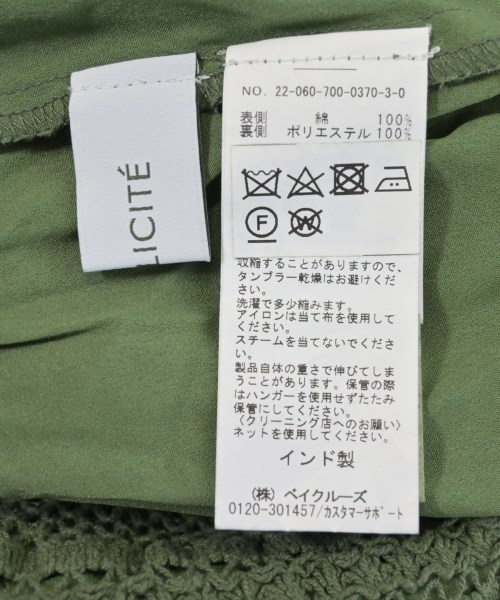 LICITÉ
NO. 22-060-700-0370-3-0
表側 綿 100%
裏側 ポリエステル 100%
F
W
収縮することがありますので、
タンブラー乾燥はお避けくださ
い。
洗濯で多少縮みます。
アイロンは当て布を使用して
ください。
スチームを当てないでくださ
い。
製品自体の重さで伸びてしま
うことがあります。保管の際
はハンガーを使用せずたたみ
保管にしてください。
〈クリーニング店へのお願い〉
ネットを使用してください。
インド製
(株) ベイクルーズ
0120-301457/カスタマーサポート